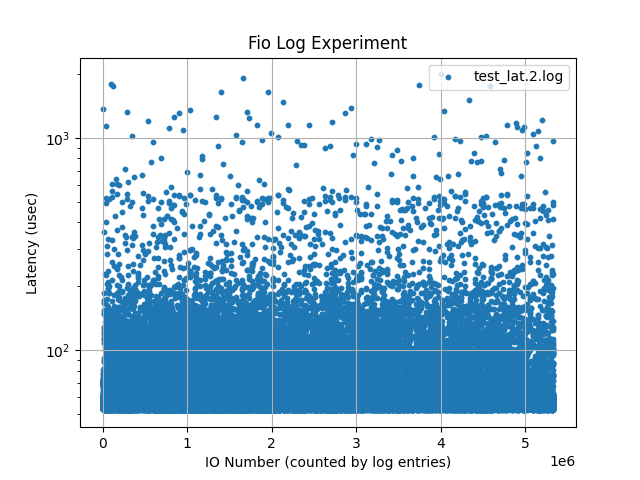 Fio Log Experiment
test_lat.2.log
10³
10²
Latency (usec)
0 1 2 3 4 5
1e6
IO Number (counted by log entries)